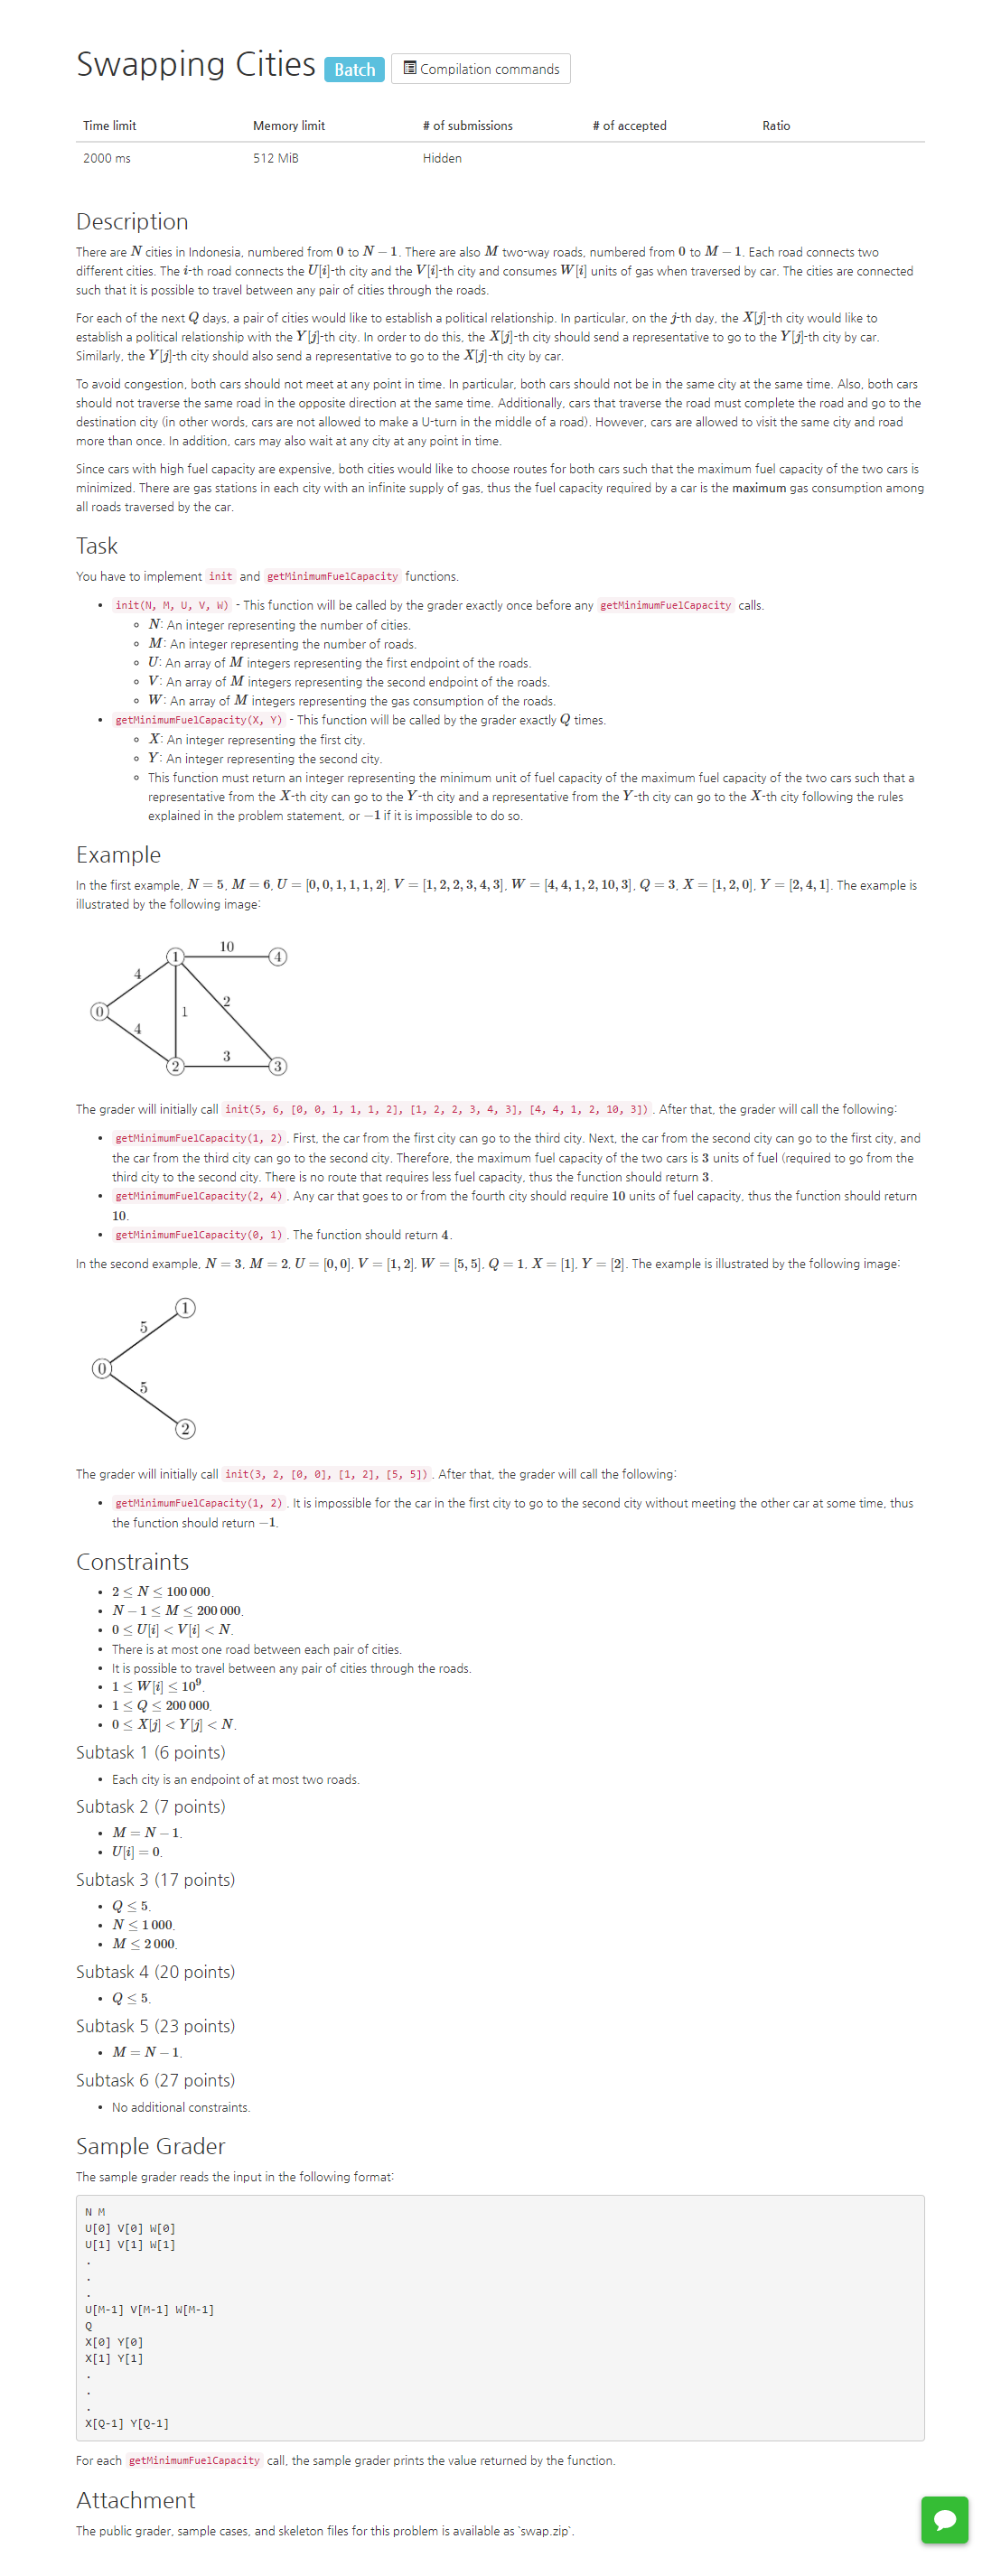 Swapping Cities Batch Compilation commands
Time limit Memory limit # of submissions # of accepted Ratio
2000 ms 512 MiB Hidden
Description
There are N cities in Indonesia, numbered from 0 to N − 1. There are also M two-way roads, numbered from 0 to M − 1. Each road connects two
different cities. The i-th road connects the U[i]-th city and the V[i]-th city and consumes W[i] units of gas when traversed by car. The cities are connected
such that it is possible to travel between any pair of cities through the roads.
For each of the next Q days, a pair of cities would like to establish a political relationship. In particular, on the j-th day, the X[j]-th city would like to
establish a political relationship with the Y[j]-th city. In order to do this, the X[j]-th city should send a representative to go to the Y[j]-th city by car.
Similarly, the Y[j]-th city should also send a representative to go to the X[j]-th city by car.
To avoid congestion, both cars should not meet at any point in time. In particular, both cars should not be in the same city at the same time. Also, both cars
should not traverse the same road in the opposite direction at the same time. Additionally, cars that traverse the road must complete the road and go to the
destination city (in other words, cars are not allowed to make a U-turn in the middle of a road). However, cars are allowed to visit the same city and road
more than once. In addition, cars may also wait at any city at any point in time.
Since cars with high fuel capacity are expensive, both cities would like to choose routes for both cars such that the maximum fuel capacity of the two cars is
minimized. There are gas stations in each city with an infinite supply of gas, thus the fuel capacity required by a car is the maximum gas consumption among
all roads traversed by the car.
Task
You have to implement init and getMinimumFuelCapacity functions.
• init(N, M, U, V, W) - This function will be called by the grader exactly once before any getMinimumFuelCapacity calls.
◦ N: An integer representing the number of cities.
◦ M: An integer representing the number of roads.
◦ U: An array of M integers representing the first endpoint of the roads.
◦ V: An array of M integers representing the second endpoint of the roads.
◦ W: An array of M integers representing the gas consumption of the roads.
• getMinimumFuelCapacity(X, Y) - This function will be called by the grader exactly Q times.
◦ X: An integer representing the first city.
◦ Y: An integer representing the second city.
◦ This function must return an integer representing the minimum unit of fuel capacity of the maximum fuel capacity of the two cars such that a
representative from the X-th city can go to the Y-th city and a representative from the Y-th city can go to the X-th city following the rules
explained in the problem statement, or −1 if it is impossible to do so.
Example
In the first example, N = 5, M = 6, U = [0, 0, 1, 1, 1, 2], V = [1, 2, 2, 3, 4, 3], W = [4, 4, 1, 2, 10, 3], Q = 3, X = [1, 2, 0], Y = [2, 4, 1]. The example is
illustrated by the following image:
10
1 4
4
2
0 1
4
3
2 3
The grader will initially call init(5, 6, [0, 0, 1, 1, 1, 2], [1, 2, 2, 3, 4, 3], [4, 4, 1, 2, 10, 3]). After that, the grader will call the following:
• getMinimumFuelCapacity(1, 2). First, the car from the first city can go to the third city. Next, the car from the second city can go to the first city, and
the car from the third city can go to the second city. Therefore, the maximum fuel capacity of the two cars is 3 units of fuel (required to go from the
third city to the second city. There is no route that requires less fuel capacity, thus the function should return 3.
• getMinimumFuelCapacity(2, 4). Any car that goes to or from the fourth city should require 10 units of fuel capacity, thus the function should return
10.
• getMinimumFuelCapacity(0, 1). The function should return 4.
In the second example, N = 3, M = 2, U = [0, 0], V = [1, 2], W = [5, 5], Q = 1, X = [1], Y = [2]. The example is illustrated by the following image:
1
5
0
5
2
The grader will initially call init(3, 2, [0, 0], [1, 2], [5, 5]). After that, the grader will call the following:
• getMinimumFuelCapacity(1, 2). It is impossible for the car in the first city to go to the second city without meeting the other car at some time, thus
the function should return −1.
Constraints
• 2 ≤ N ≤ 100 000.
• N − 1 ≤ M ≤ 200 000.
• 0 ≤ U[i] < V[i] < N.
• There is at most one road between each pair of cities.
• It is possible to travel between any pair of cities through the roads.
• 1 ≤ W[i] ≤ 10⁹.
• 1 ≤ Q ≤ 200 000.
• 0 ≤ X[j] < Y[j] < N.
Subtask 1 (6 points)
• Each city is an endpoint of at most two roads.
Subtask 2 (7 points)
• M = N − 1.
• U[i] = 0.
Subtask 3 (17 points)
• Q ≤ 5.
• N ≤ 1 000.
• M ≤ 2 000.
Subtask 4 (20 points)
• Q ≤ 5.
Subtask 5 (23 points)
• M = N − 1.
Subtask 6 (27 points)
• No additional constraints.
Sample Grader
The sample grader reads the input in the following format:
N M
U[0] V[0] W[0]
U[1] V[1] W[1]
.
.
.
U[M-1] V[M-1] W[M-1]
Q
X[0] Y[0]
X[1] Y[1]
.
.
.
X[Q-1] Y[Q-1]
For each getMinimumFuelCapacity call, the sample grader prints the value returned by the function.
Attachment
The public grader, sample cases, and skeleton files for this problem is available as `swap.zip`.